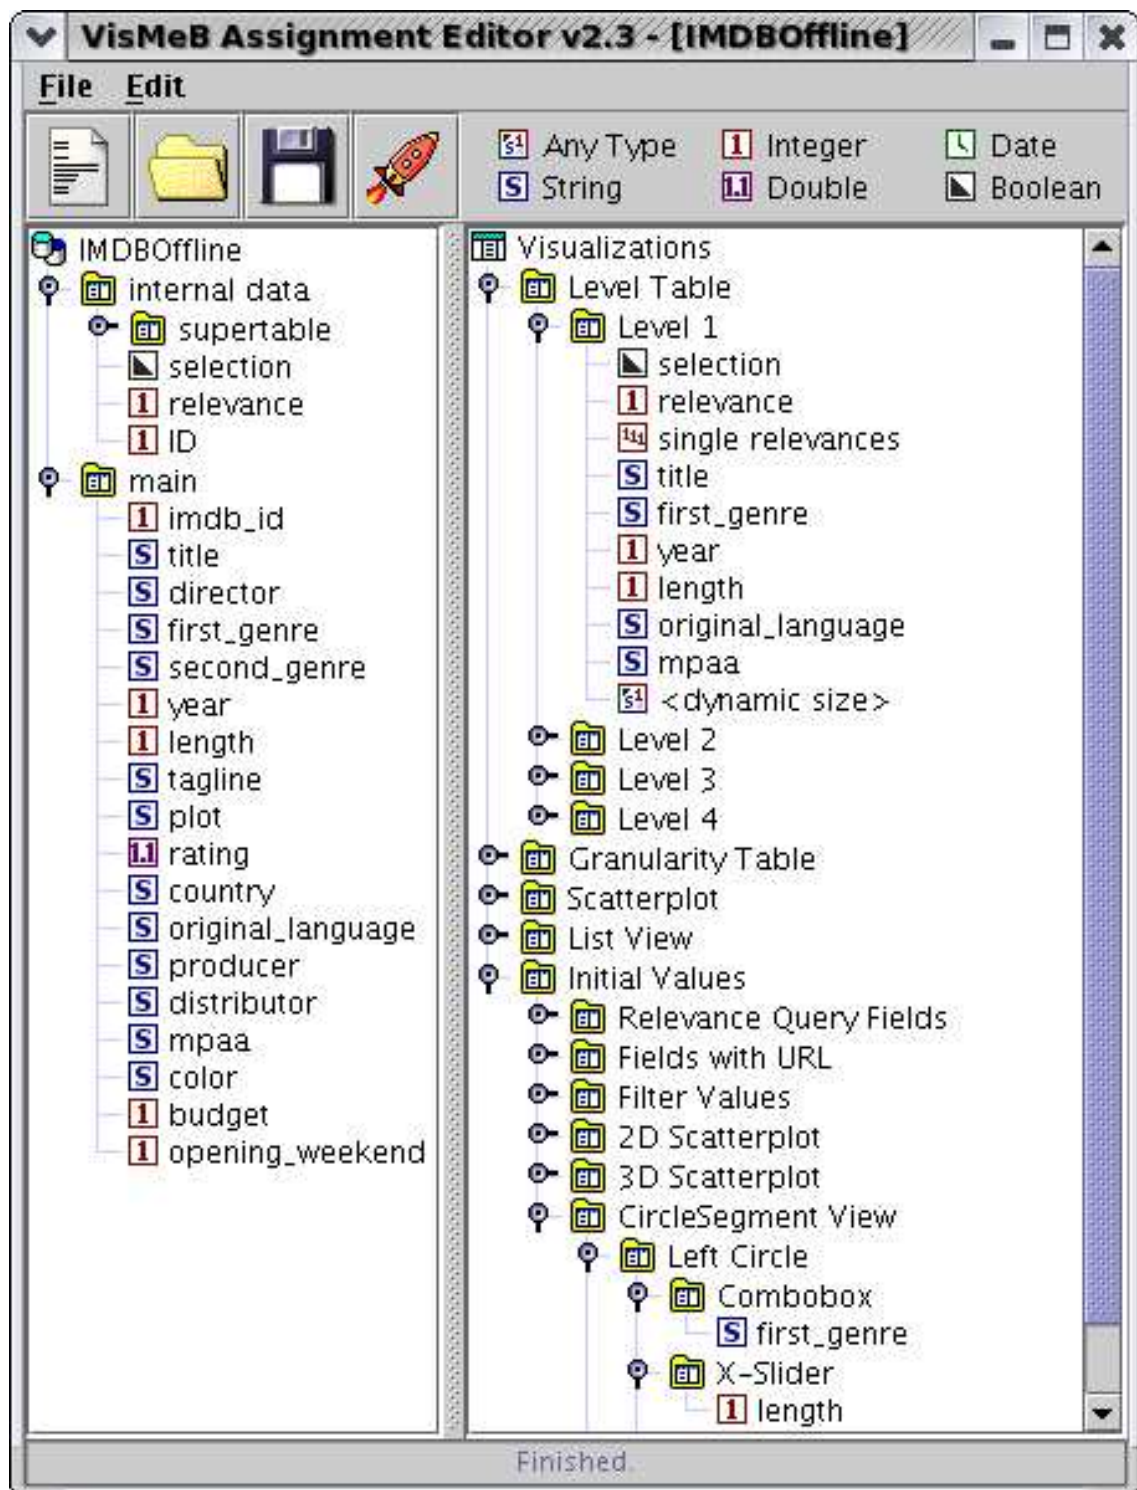 VisMeB Assignment Editor v2.3 - [IMDBOffline]
File Edit
Any Type Integer Date
String Double Boolean
IMDBOffline
internal data
supertable
selection
relevance
ID
main
imdb_id
title
director
first_genre
second_genre
year
length
tagline
plot
rating
country
original_language
producer
distributor
mpaa
color
budget
opening_weekend
Visualizations
Level Table
Level 1
selection
relevance
single relevances
title
first_genre
year
length
original_language
mpaa
<dynamic size>
Level 2
Level 3
Level 4
Granularity Table
Scatterplot
List View
Initial Values
Relevance Query Fields
Fields with URL
Filter Values
2D Scatterplot
3D Scatterplot
CircleSegment View
Left Circle
Combobox
first_genre
X-Slider
length
Finished.